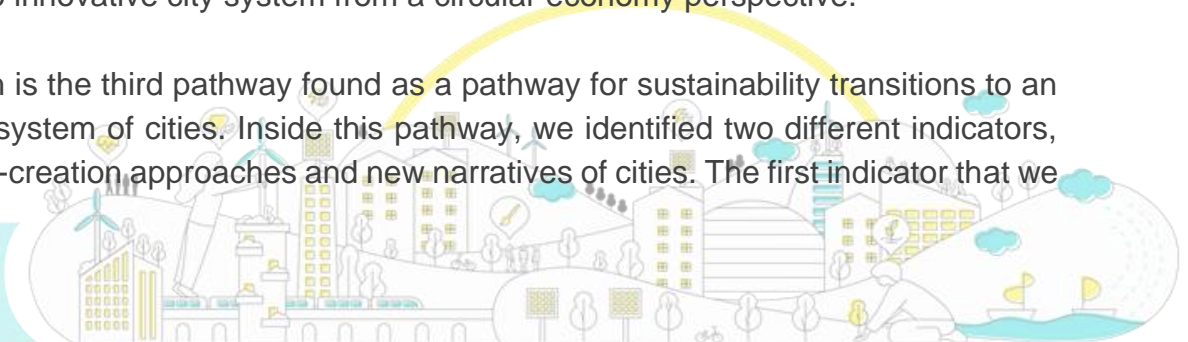 innovative city system from a circular economy perspective.
is the third pathway found as a pathway for sustainability transitions to an
system of cities. Inside this pathway, we identified two different indicators,
-creation approaches and new narratives of cities. The first indicator that we